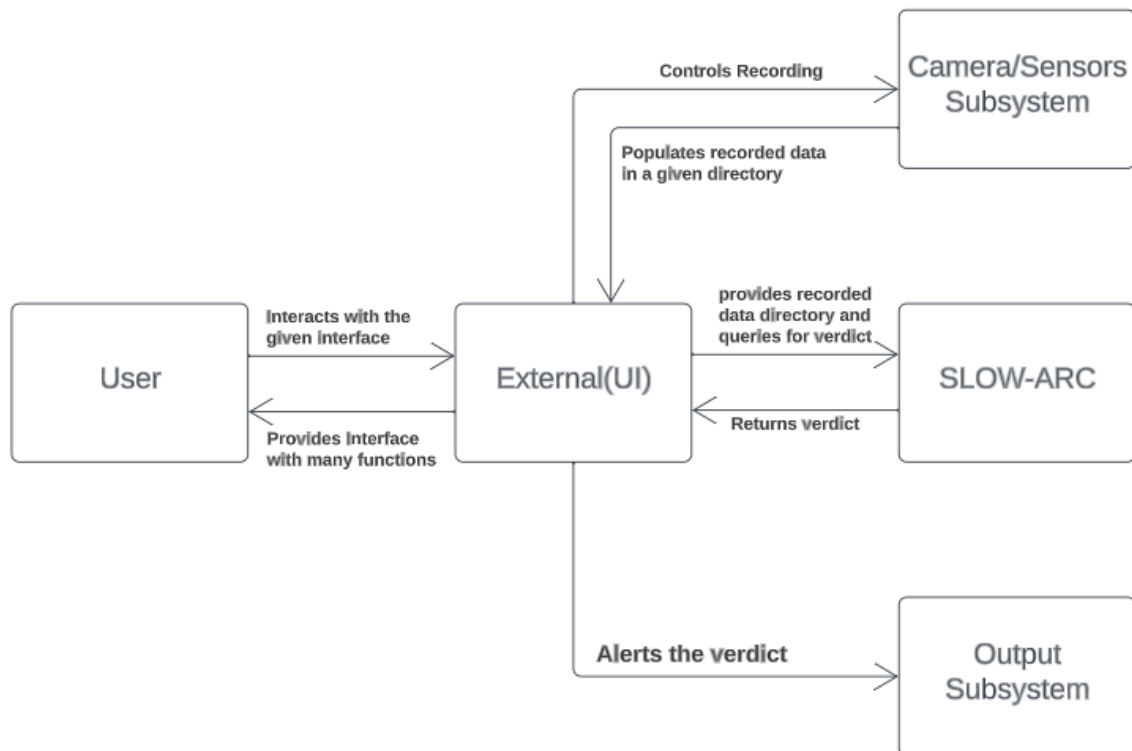 Controls Recording
Camera/Sensors
Subsystem
Populates recorded data
in a given directory
provides recorded
data directory and
queries for verdict
Interacts with the
given interface
User
External(UI)
SLOW-ARC
Returns verdict
Provides Interface
with many functions
Alerts the verdict
Output
Subsystem